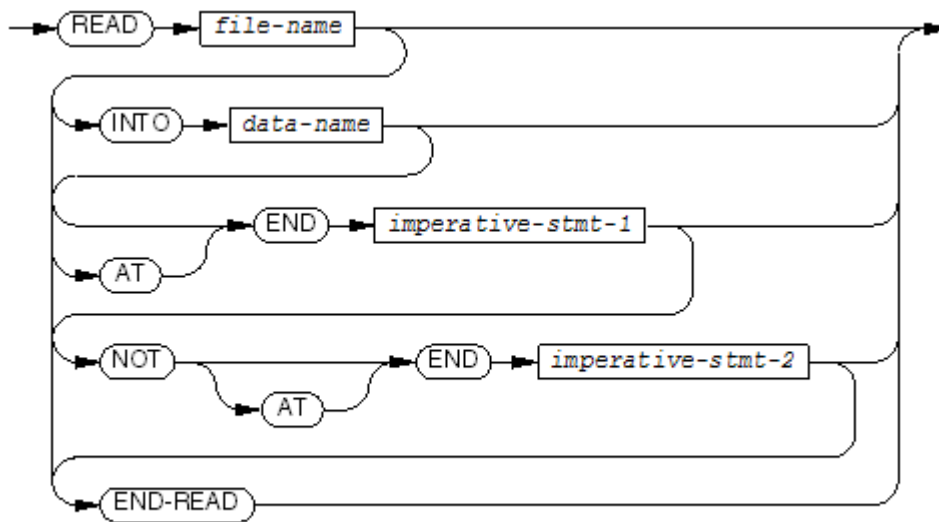 READ file-name
INTO data-name
END imperative-stmt-1
AT
NOT END imperative-stmt-2
AT
END-READ